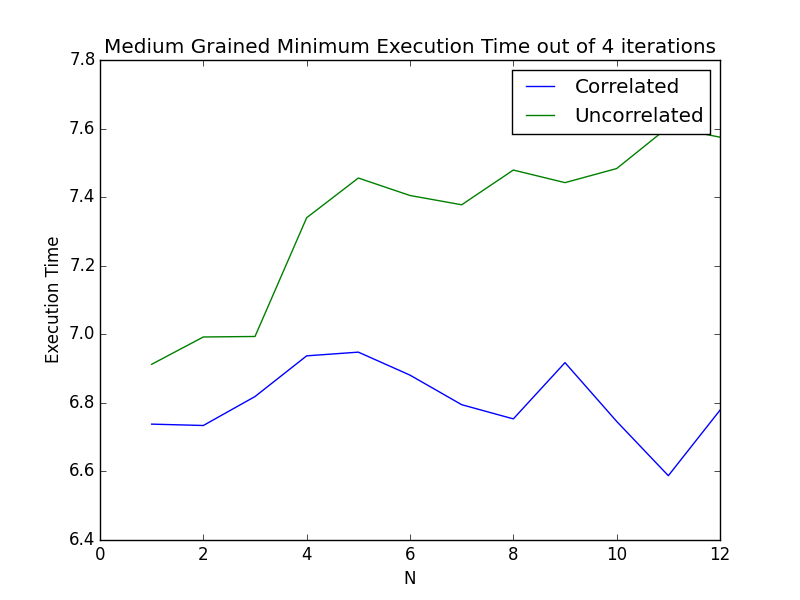 Medium Grained Minimum Execution Time out of 4 iterations
7.8
Correlated
Uncorrelated
7.6
7.4
7.2
Execution Time
7.0
6.8
6.6
6.4
0 2 4 6 8 10 12
N